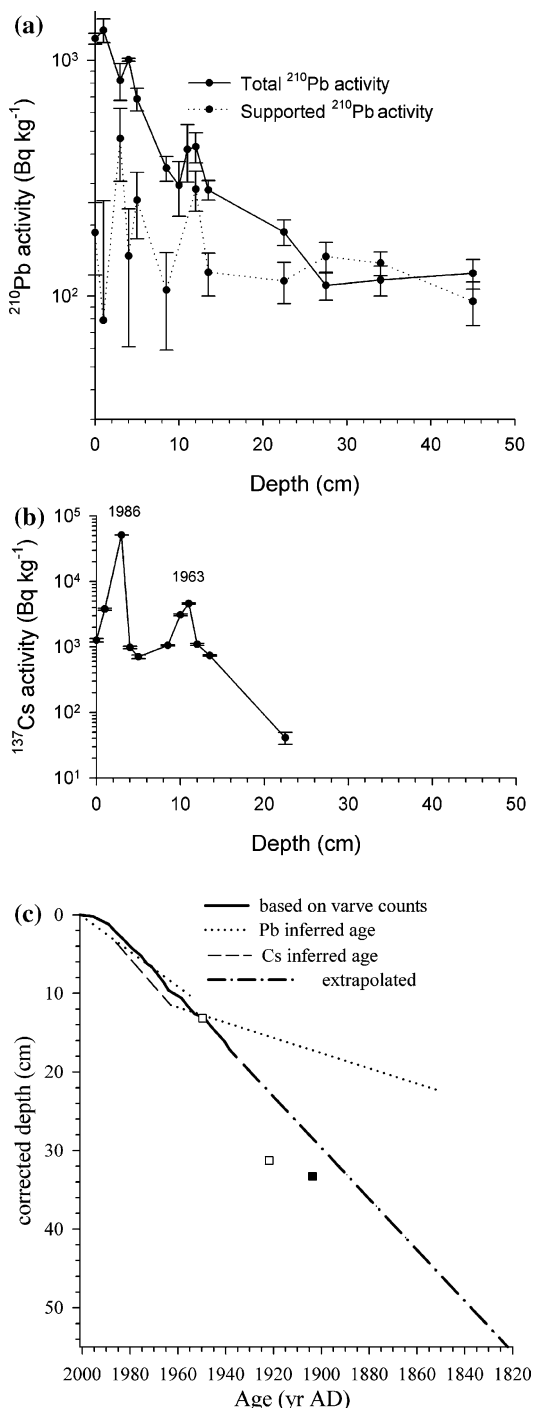 (a)
10³
10²
²¹⁰Pb activity (Bq kg⁻¹)
Total ²¹⁰Pb activity
Supported ²¹⁰Pb activity
0 10 20 30 40 50
Depth (cm)
(b)
10⁵
10⁴
10³
10²
10¹
¹³⁷Cs activity (Bq kg⁻¹)
1986
1963
0 10 20 30 40 50
Depth (cm)
(c)
based on varve counts
Pb inferred age
Cs inferred age
extrapolated
0
10
20
30
40
50
corrected depth (cm)
2000 1980 1960 1940 1920 1900 1880 1860 1840 1820
Age (yr AD)